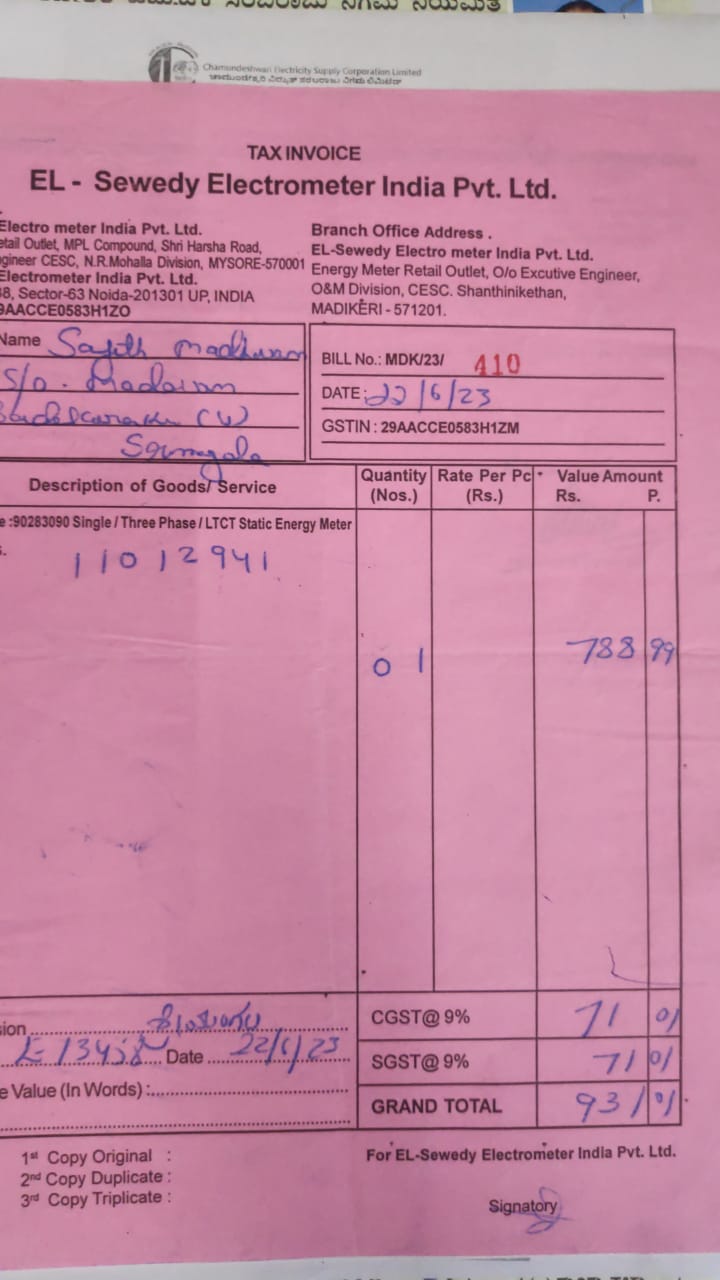 Chamundeshwari Electricity Supply Corporation Limited
TAX INVOICE
EL - Sewedy Electrometer India Pvt. Ltd.
Electro meter India Pvt. Ltd.
etail Outlet, MPL Compound, Shri Harsha Road,
gineer CESC, N.R.Mohalla Division, MYSORE-570001
Electrometer India Pvt. Ltd.
8, Sector-63 Noida-201301 UP, INDIA
9AACCE0583H1ZO
Branch Office Address .
EL-Sewedy Electro meter India Pvt. Ltd.
Energy Meter Retail Outlet, O/o Excutive Engineer,
O&M Division, CESC. Shanthinikethan,
MADIKERI - 571201.
Name Sajith
S/o.
(V)
BILL No.: MDK/23/ 410
DATE : 22/6/23
GSTIN : 29AACCE0583H1ZM
Description of Goods/ Service
Quantity (Nos.)
Rate Per Pc (Rs.)
Value Amount
Rs. P.
e :90283090 Single / Three Phase / LTCT Static Energy Meter
s. 11012941
01
788 99
CGST@ 9% 71 01
SGST@ 9% 71 01
GRAND TOTAL 931 01
sion
Date 22/6/23
e Value (In Words) :
1st Copy Original :
2nd Copy Duplicate :
3rd Copy Triplicate :
For EL-Sewedy Electrometer India Pvt. Ltd.
Signatory